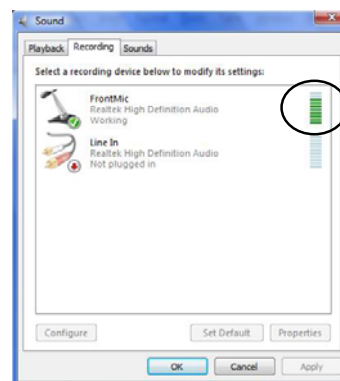 Sound
Playback Recording Sounds
Select a recording device below to modify its settings:
FrontMic
Realtek High Definition Audio
Working
Line In
Realtek High Definition Audio
Not plugged in
Configure Set Default Properties
OK Cancel Apply